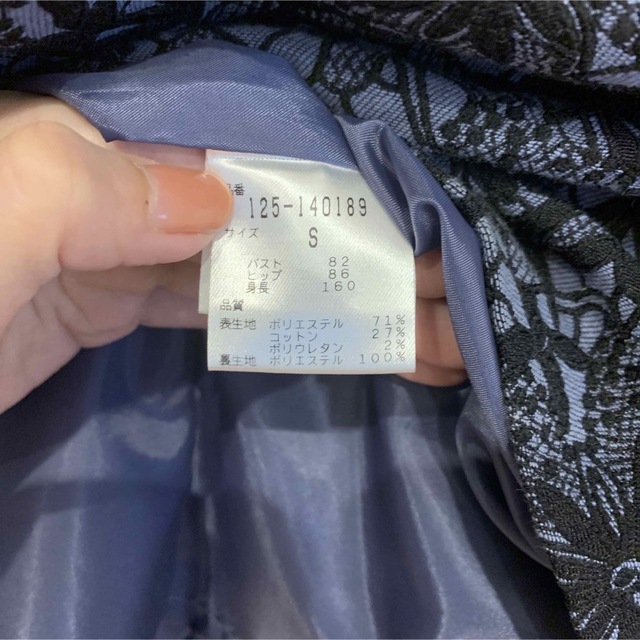 品番
125-140189
サイズ S
バスト 82
ヒップ 86
身長 160
品質
表生地 ポリエステル 71%
コットン 27%
ポリウレタン 2%
裏生地 ポリエステル 100%